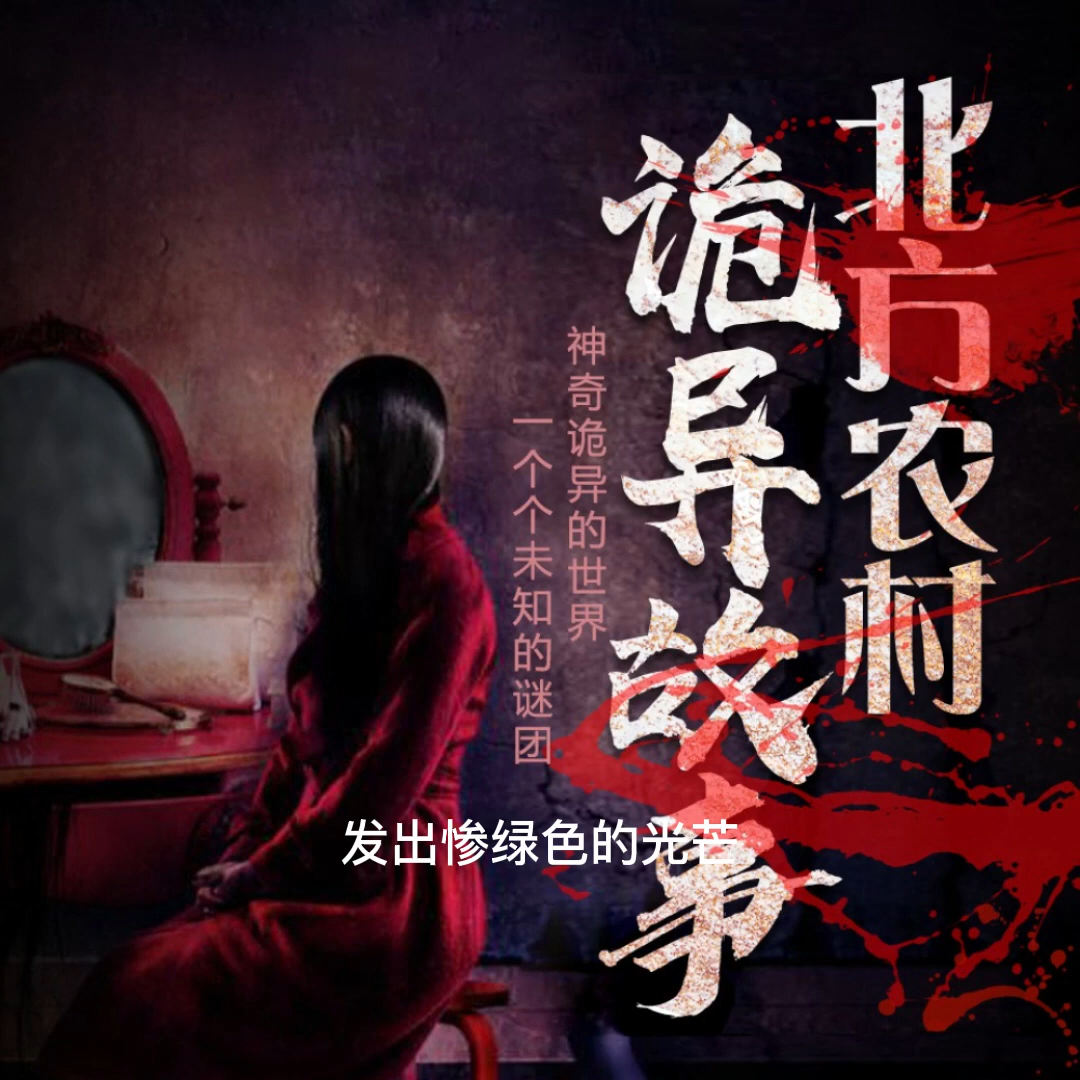 北方农村
诡异故事
神奇诡异的世界
一个个未知的谜团
发出惨绿色的光芒